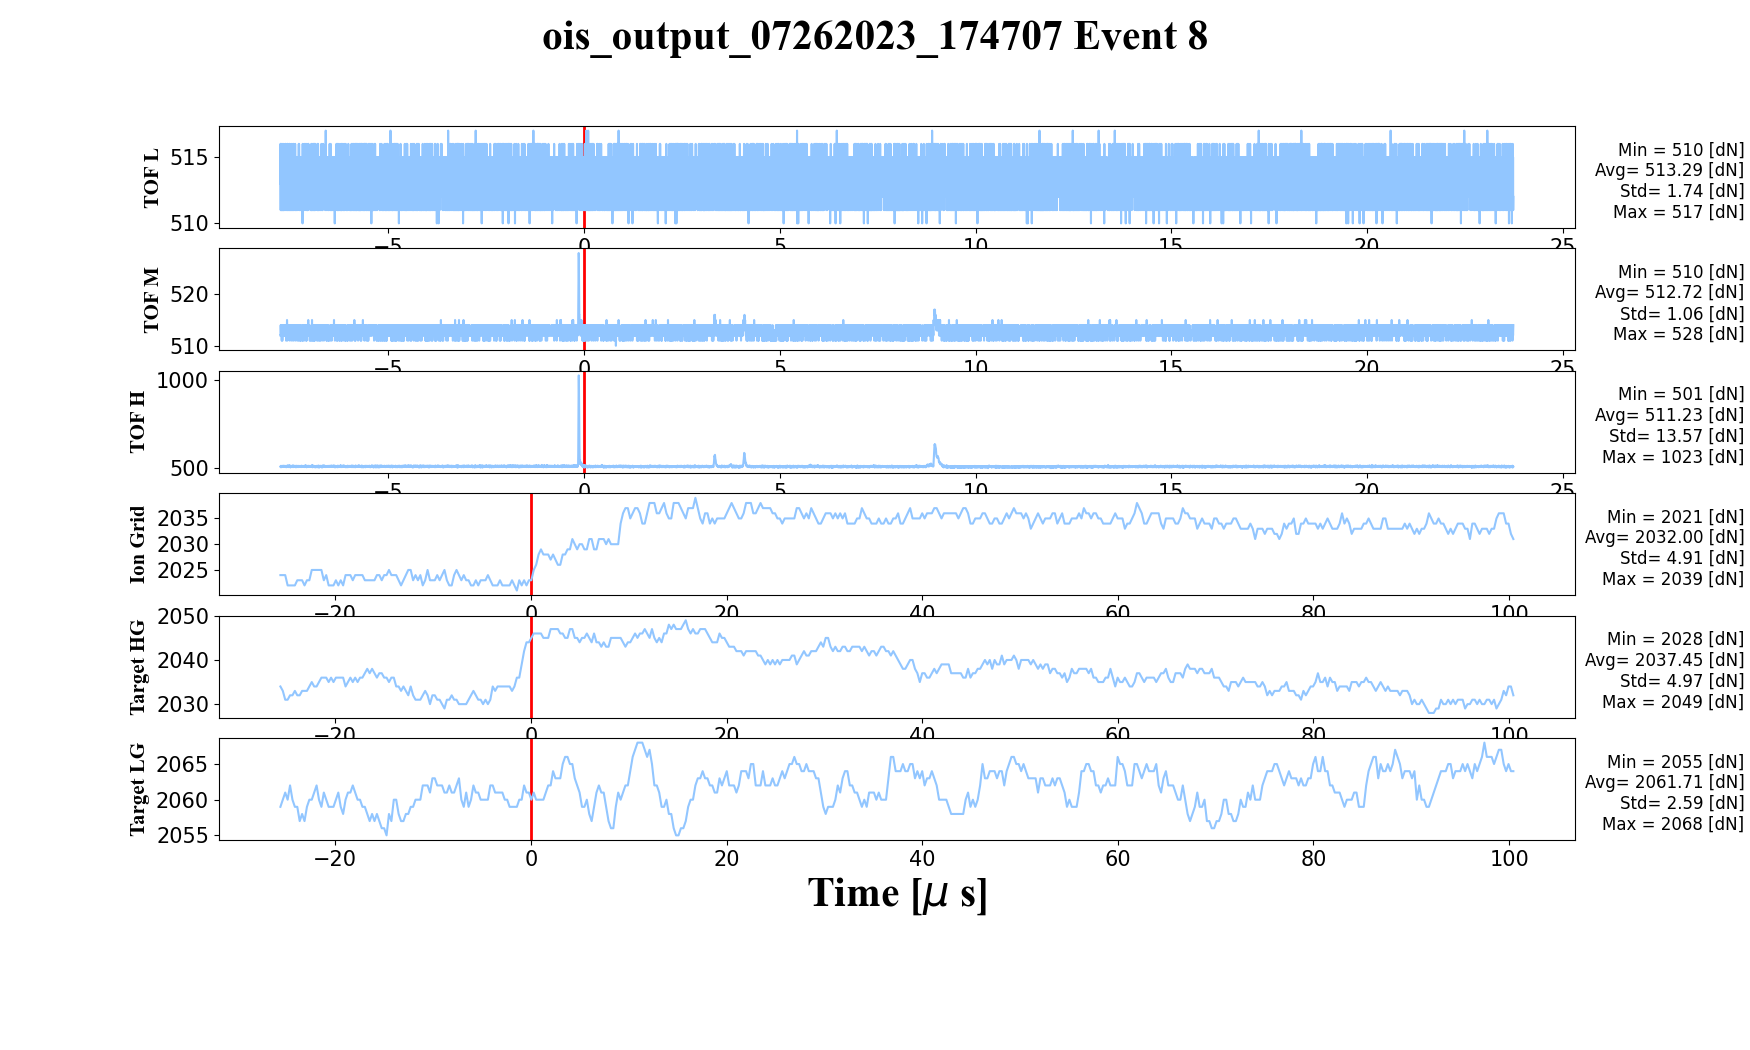 ois_output_07262023_174707 Event 8
TOF L
515
510
−5 0 5 10 15 20 25
Min = 510 [dN]
Avg= 513.29 [dN]
Std= 1.74 [dN]
Max = 517 [dN]
TOF M
520
510
−5 0 5 10 15 20 25
Min = 510 [dN]
Avg= 512.72 [dN]
Std= 1.06 [dN]
Max = 528 [dN]
TOF H
1000
500
−5 0 5 10 15 20 25
Min = 501 [dN]
Avg= 511.23 [dN]
Std= 13.57 [dN]
Max = 1023 [dN]
Ion Grid
2035
2030
2025
−20 0 20 40 60 80 100
Min = 2021 [dN]
Avg= 2032.00 [dN]
Std= 4.91 [dN]
Max = 2039 [dN]
Target HG
2050
2040
2030
−20 0 20 40 60 80 100
Min = 2028 [dN]
Avg= 2037.45 [dN]
Std= 4.97 [dN]
Max = 2049 [dN]
Target LG
2065
2060
2055
−20 0 20 40 60 80 100
Min = 2055 [dN]
Avg= 2061.71 [dN]
Std= 2.59 [dN]
Max = 2068 [dN]
Time [μ s]